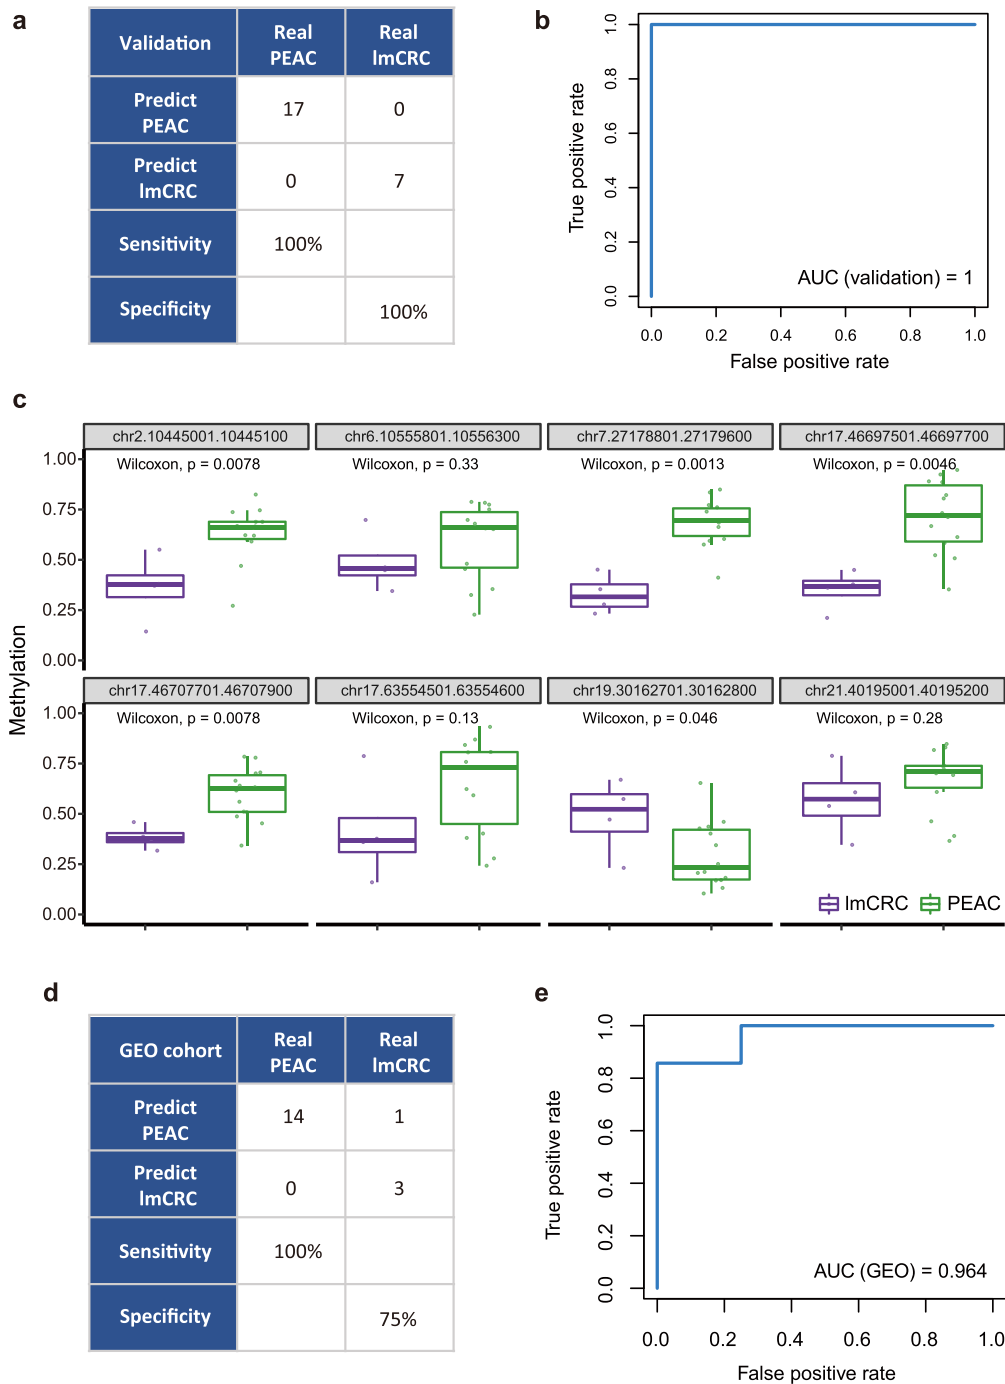 a
Validation
Real
PEAC
Real
lmCRC
Predict
PEAC
17
0
Predict
lmCRC
0
7
Sensitivity
100%
Specificity
100%
b
True positive rate
1.0
0.8
0.6
0.4
0.2
0.0
AUC (validation) = 1
0.0 0.2 0.4 0.6 0.8 1.0
False positive rate
c
Methylation
chr2.10445001.10445100
chr6.10555801.10556300
chr7.27178801.27179600
chr17.46697501.46697700
Wilcoxon, p = 0.0078
Wilcoxon, p = 0.33
Wilcoxon, p = 0.0013
Wilcoxon, p = 0.0046
1.00
0.75
0.50
0.25
0.00
chr17.46707701.46707900
chr17.63554501.63554600
chr19.30162701.30162800
chr21.40195001.40195200
Wilcoxon, p = 0.0078
Wilcoxon, p = 0.13
Wilcoxon, p = 0.046
Wilcoxon, p = 0.28
1.00
0.75
0.50
0.25
0.00
lmCRC
PEAC
d
GEO cohort
Real
PEAC
Real
lmCRC
Predict
PEAC
14
1
Predict
lmCRC
0
3
Sensitivity
100%
Specificity
75%
e
True positive rate
1.0
0.8
0.6
0.4
0.2
0.0
AUC (GEO) = 0.964
0.0 0.2 0.4 0.6 0.8 1.0
False positive rate